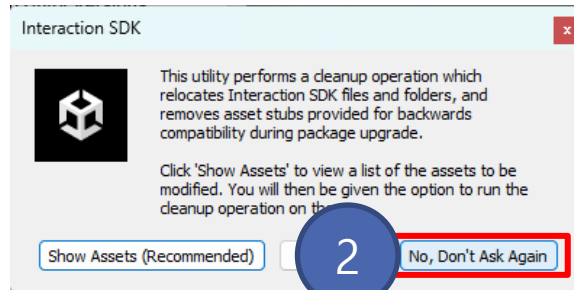 Interaction SDK
x
This utility performs a cleanup operation which
relocates Interaction SDK files and folders, and
removes asset stubs provided for backwards
compatibility during package upgrade.
Click 'Show Assets' to view a list of the assets to be
modified. You will then be given the option to run the
cleanup operation on
Show Assets (Recommended)
2
No, Don't Ask Again